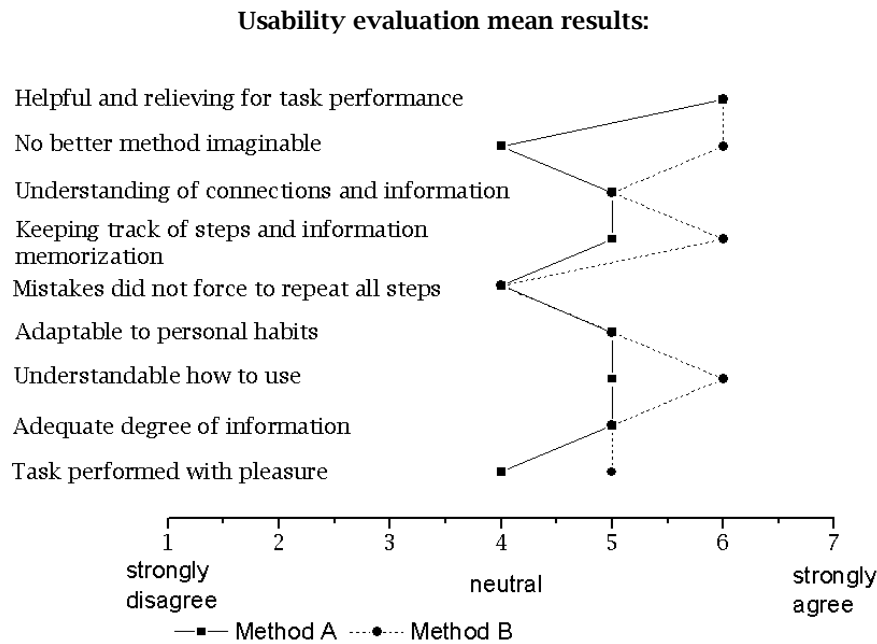 Usability evaluation mean results:
Helpful and relieving for task performance
No better method imaginable
Understanding of connections and information
Keeping track of steps and information
memorization
Mistakes did not force to repeat all steps
Adaptable to personal habits
Understandable how to use
Adequate degree of information
Task performed with pleasure
1 2 3 4 5 6 7
strongly neutral strongly
disagree agree
Method A Method B